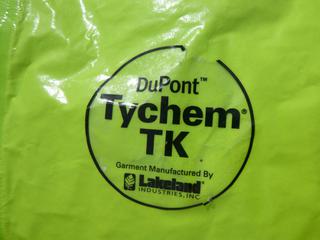 DuPont™
Tychem®
TK
Garment Manufactured By
Lakeland
INDUSTRIES, INC